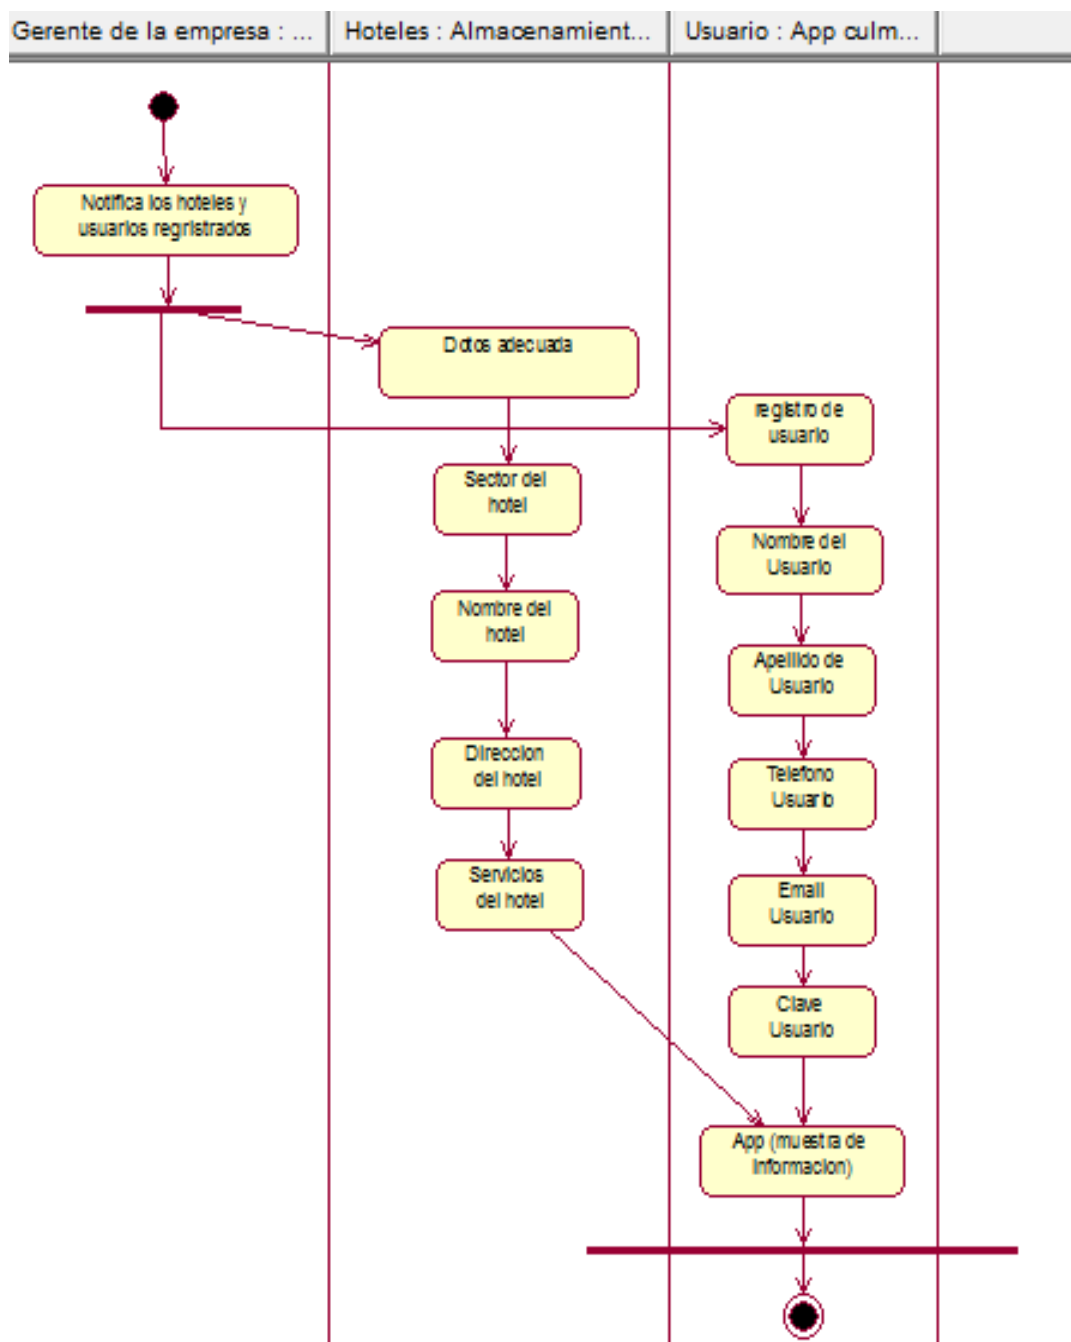 Gerente de la empresa : ...
Hoteles : Almacenamient...
Usuario : App culm...
Notifica los hoteles y
usuarios regristrados
Dotos adecuada
registro de
usuario
Sector del
hotel
Nombre del
Usuario
Nombre del
hotel
Apellido de
Usuario
Direccion
del hotel
Telefono
Usuario
Servicios
del hotel
Email
Usuario
Clave
Usuario
App (muestra de
informacion)